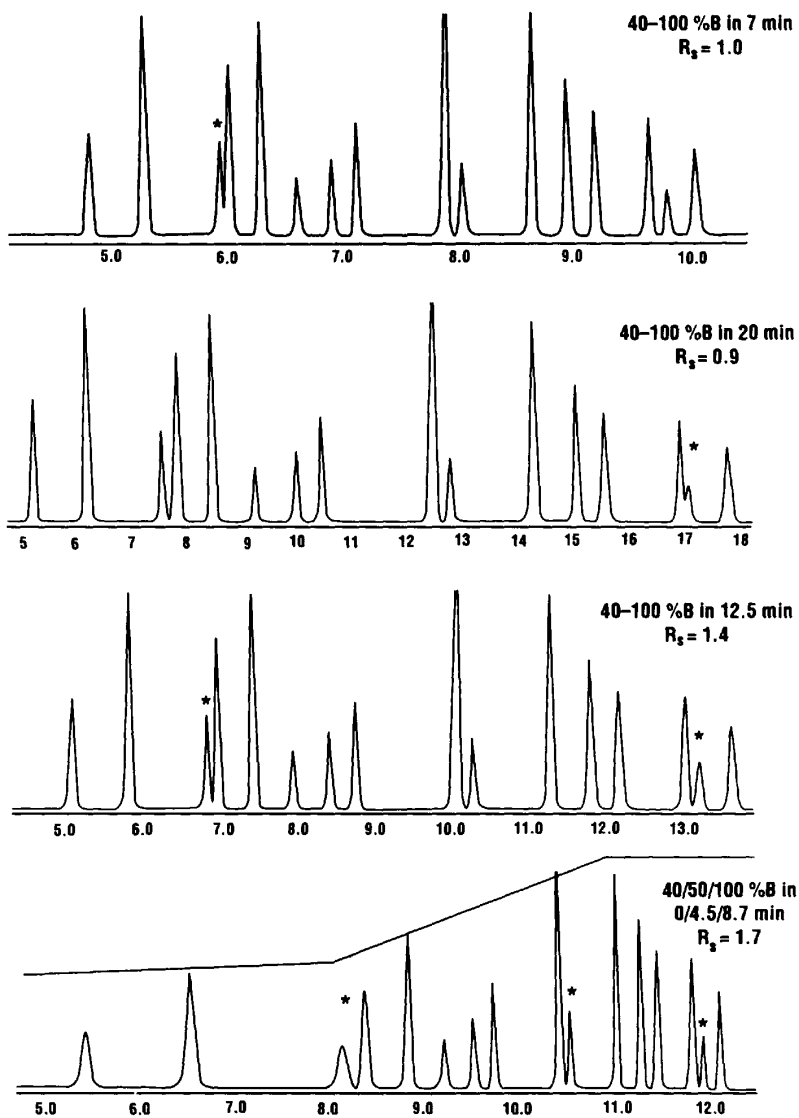 40–100 %B in 7 min
Rs = 1.0
*
5.0 6.0 7.0 8.0 9.0 10.0
40–100 %B in 20 min
Rs = 0.9
*
5 6 7 8 9 10 11 12 13 14 15 16 17 18
40–100 %B in 12.5 min
Rs = 1.4
* *
5.0 6.0 7.0 8.0 9.0 10.0 11.0 12.0 13.0
40/50/100 %B in
0/4.5/8.7 min
Rs = 1.7
* * *
5.0 6.0 7.0 8.0 9.0 10.0 11.0 12.0